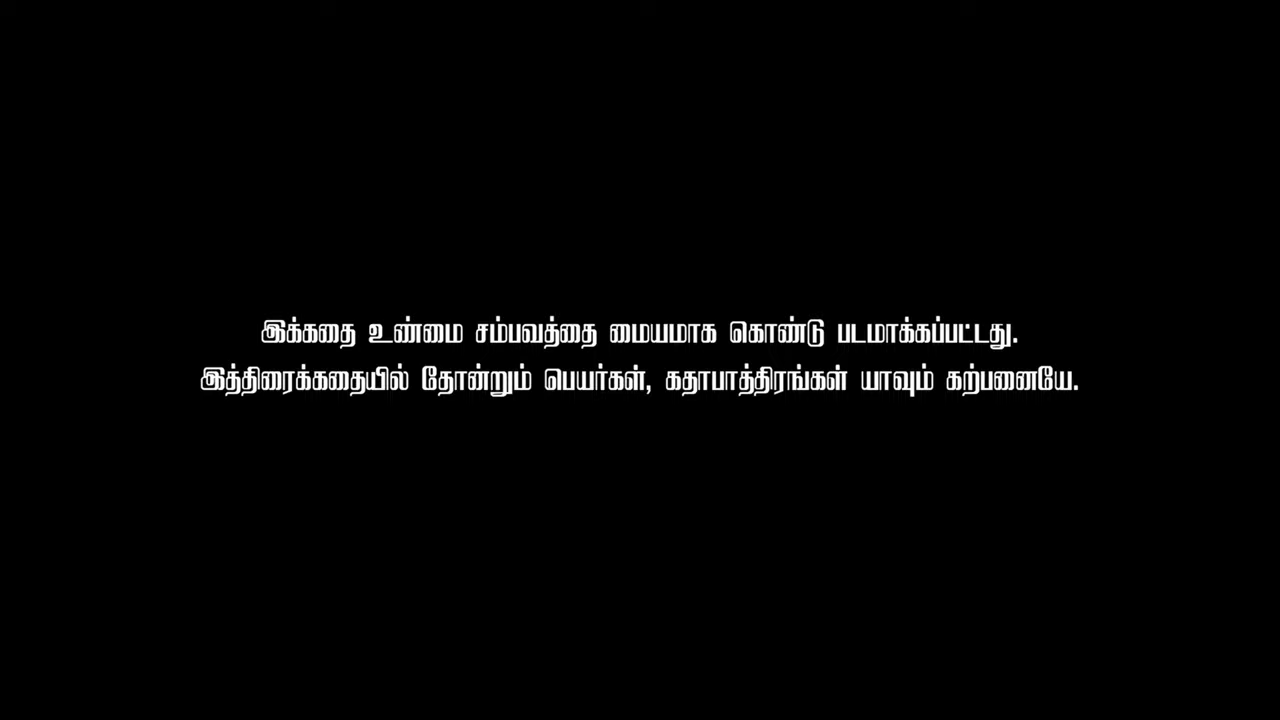 இக்கதை உண்மை சம்பவத்தை மையமாக கொண்டு படமாக்கப்பட்டது.
இத்திரைக்கதையில் தோன்றும் பெயர்கள், கதாபாத்திரங்கள் யாவும் கற்பனையே.